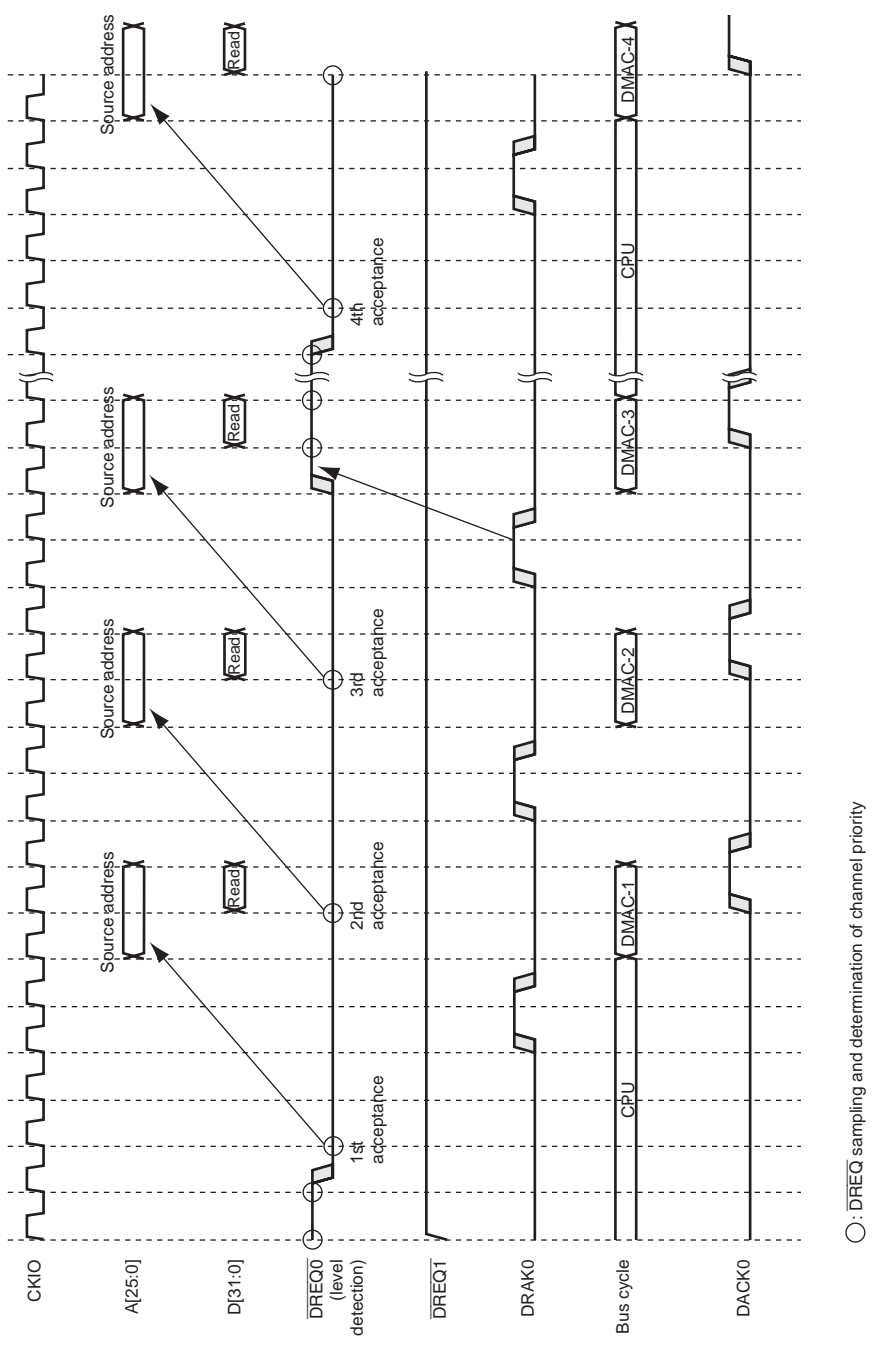 CKIO
Source address
Source address
Source address
Source address
A[25:0]
Read
Read
Read
Read
D[31:0]
DREQ0
(level
detection)
1st
acceptance
2nd
acceptance
3rd
acceptance
4th
acceptance
DREQ1
DRAK0
Bus cycle
CPU
DMAC-1
DMAC-2
DMAC-3
CPU
DMAC-4
DACK0
○: DREQ sampling and determination of channel priority